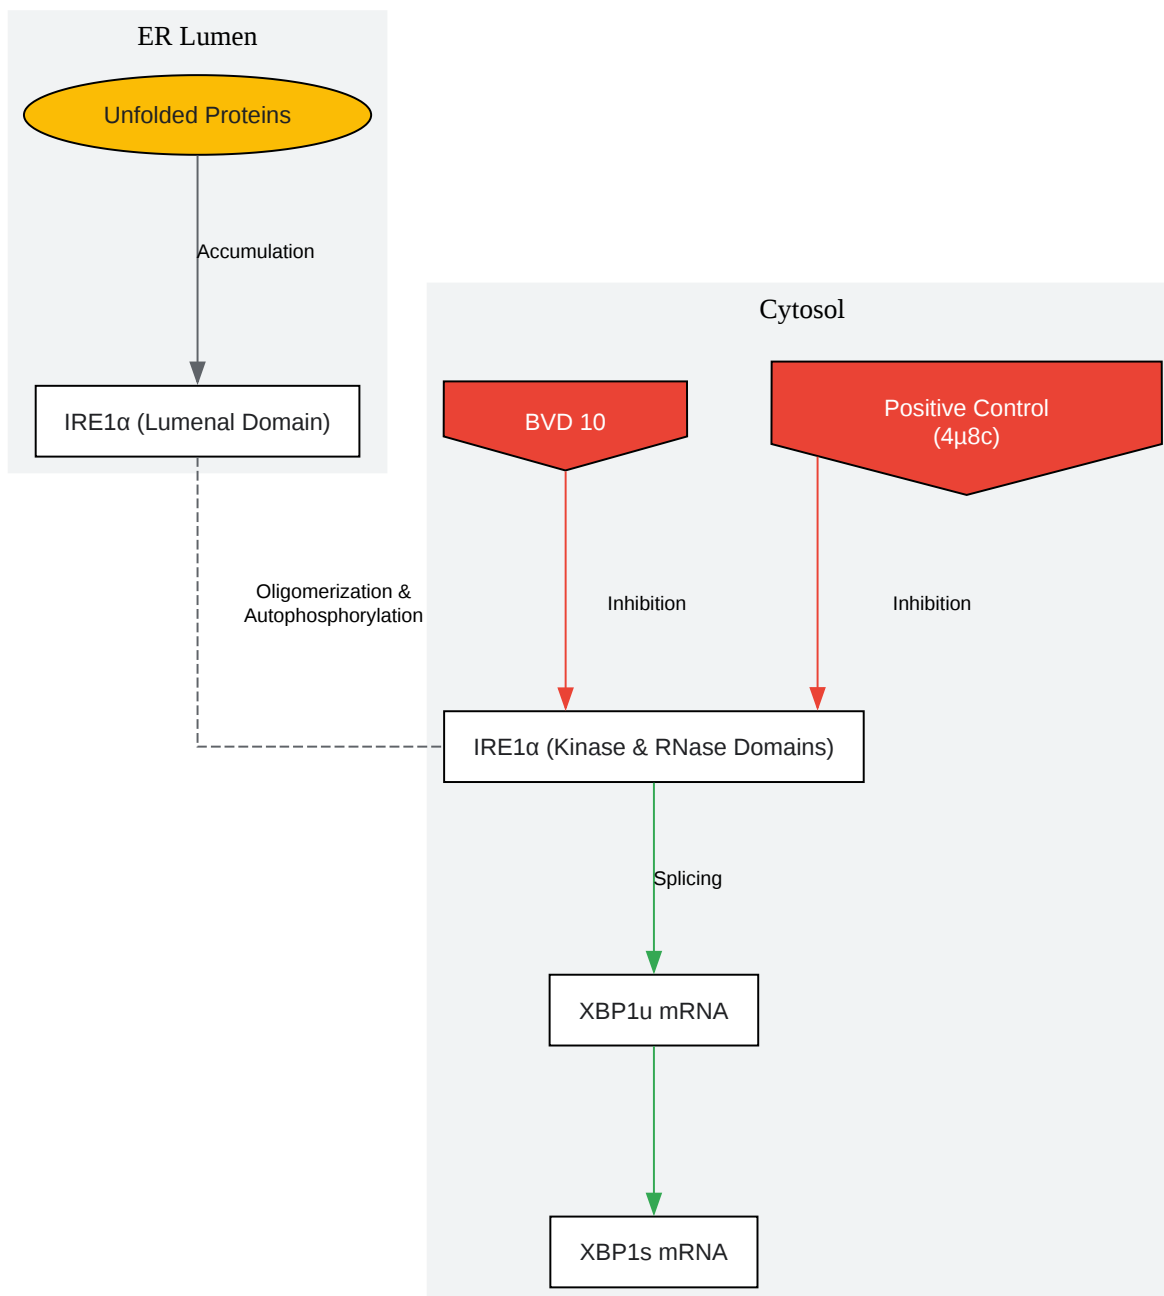 ER Lumen
Unfolded Proteins
Accumulation
IRE1α (Lumenal Domain)
Cytosol
BVD 10
Positive Control
(4µ8c)
Oligomerization &
Autophosphorylation
Inhibition
Inhibition
IRE1α (Kinase & RNase Domains)
Splicing
XBP1u mRNA
XBP1s mRNA